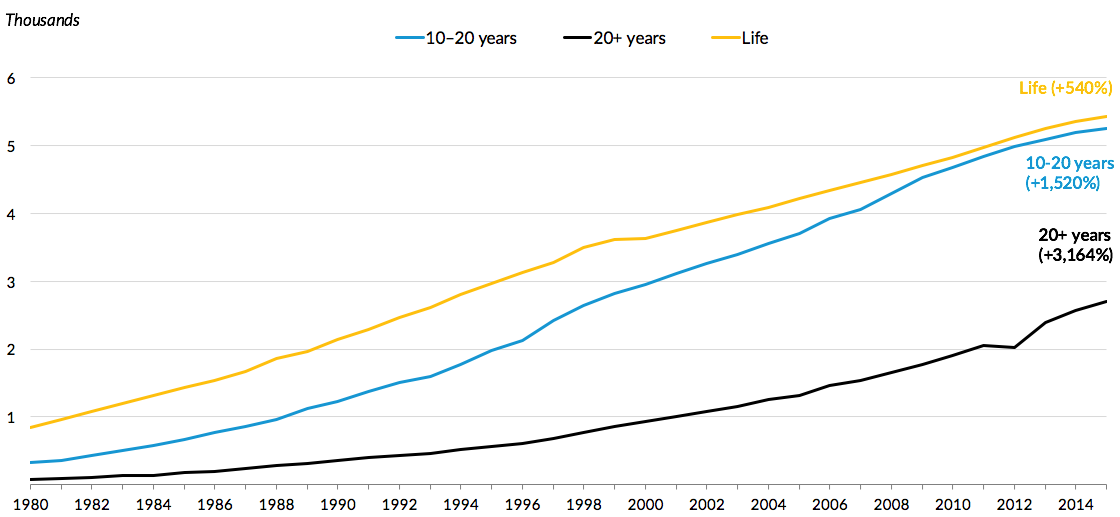 Thousands
10–20 years 20+ years Life
6
Life (+540%)
5
10-20 years
(+1,520%)
4
20+ years
(+3,164%)
3
2
1
1980 1982 1984 1986 1988 1990 1992 1994 1996 1998 2000 2002 2004 2006 2008 2010 2012 2014